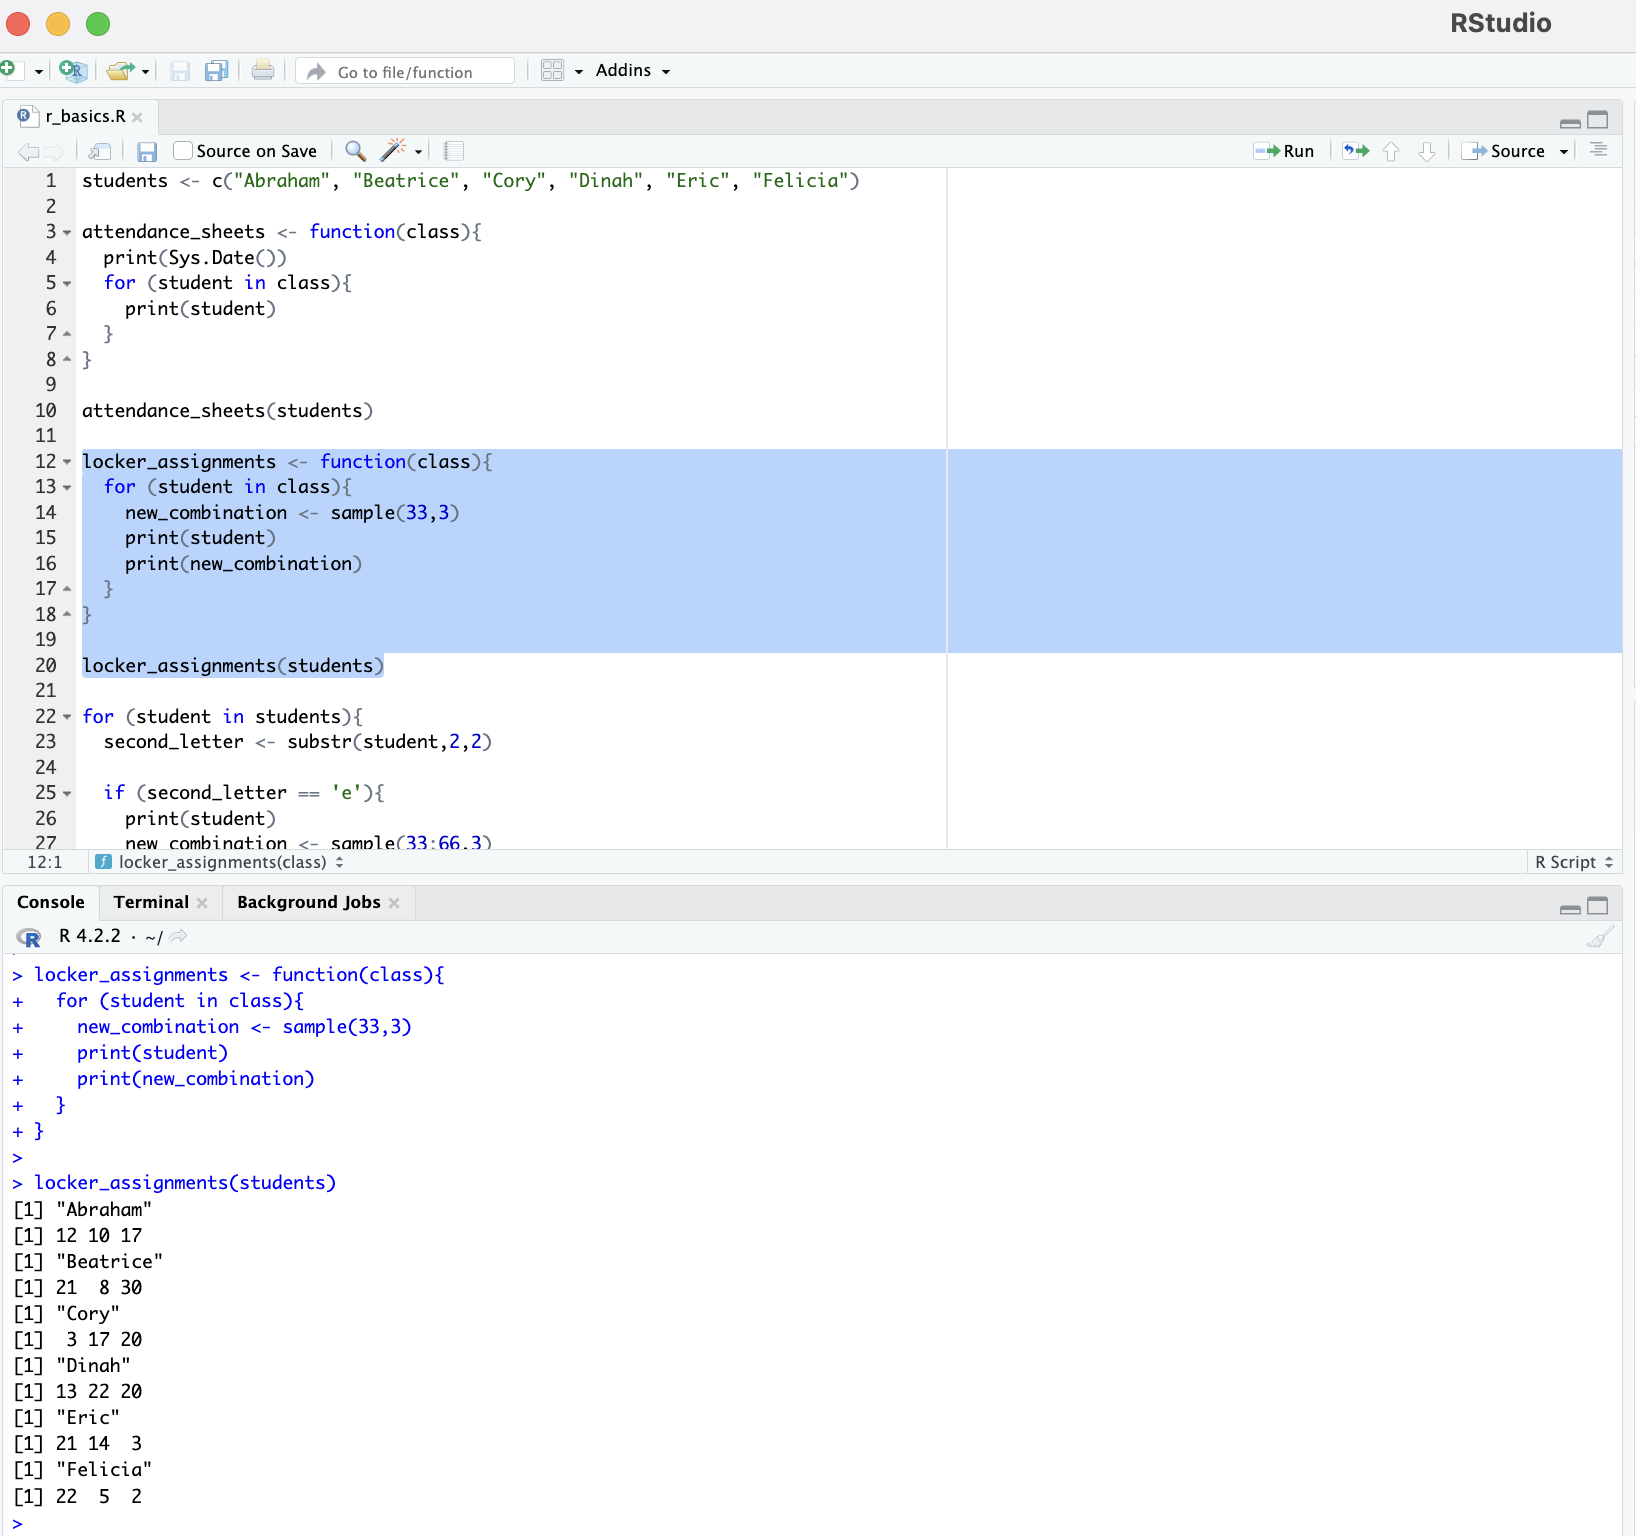 RStudio
Go to file/function
Addins
r_basics.R
Source on Save
Run
Source
1 students <- c("Abraham", "Beatrice", "Cory", "Dinah", "Eric", "Felicia")
2
3 attendance_sheets <- function(class){
4   print(Sys.Date())
5   for (student in class){
6     print(student)
7   }
8 }
9
10 attendance_sheets(students)
11
12 locker_assignments <- function(class){
13   for (student in class){
14     new_combination <- sample(33,3)
15     print(student)
16     print(new_combination)
17   }
18 }
19
20 locker_assignments(students)
21
22 for (student in students){
23   second_letter <- substr(student,2,2)
24
25   if (second_letter == 'e'){
26     print(student)
27     new_combination <- sample(33:66,3)
12:1 locker_assignments(class) R Script
Console Terminal Background Jobs
R 4.2.2 · ~/
> locker_assignments <- function(class){
+   for (student in class){
+     new_combination <- sample(33,3)
+     print(student)
+     print(new_combination)
+   }
+ }
>
> locker_assignments(students)
[1] "Abraham"
[1] 12 10 17
[1] "Beatrice"
[1] 21  8 30
[1] "Cory"
[1]  3 17 20
[1] "Dinah"
[1] 13 22 20
[1] "Eric"
[1] 21 14  3
[1] "Felicia"
[1] 22  5  2
>